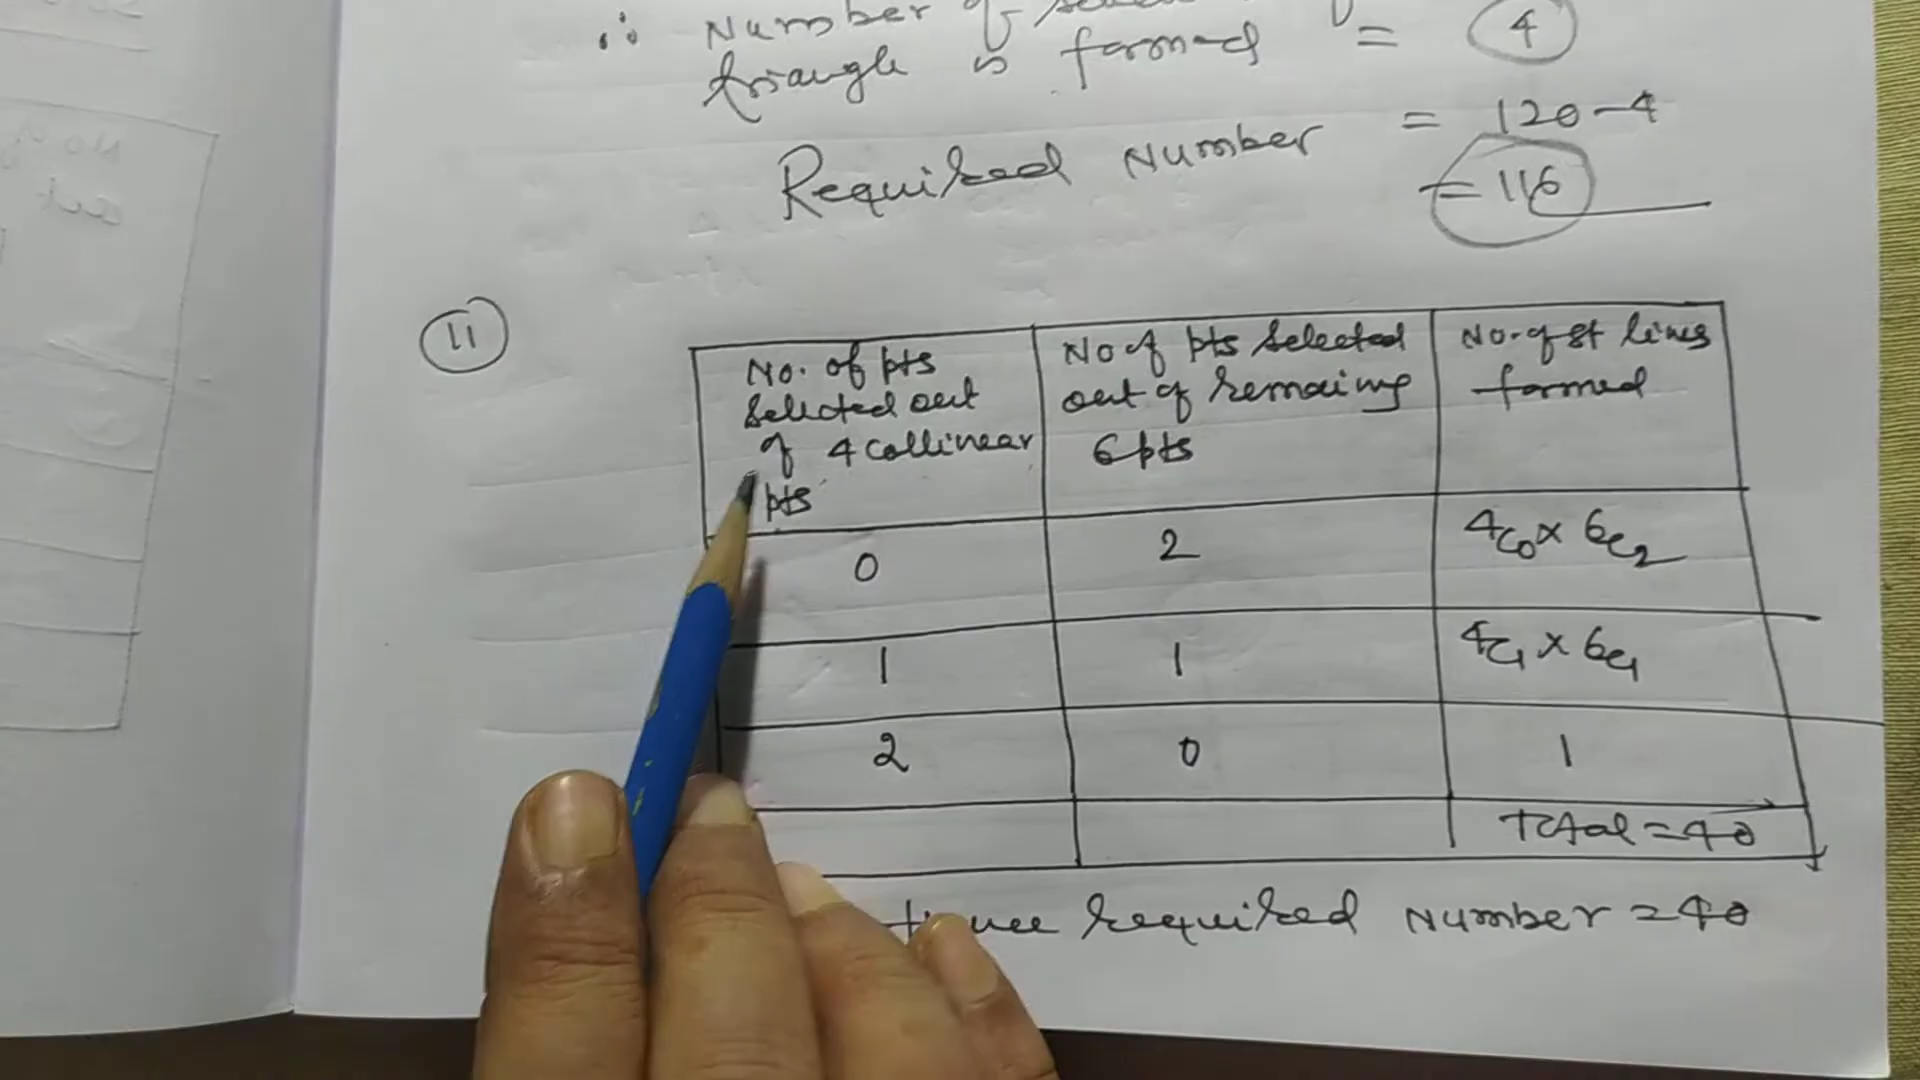 ∴ Number of
triangle is formed = 4
Required Number = 120-4
= 116
11
No. of pts
selected out
of 4 collinear
pts
No of pts selected
out of remaing
6 pts
No. of st lines
formed
0 2 4c0 x 6c2
1 1 4c1 x 6c1
2 0 1
Total = 40
Hence required Number = 40